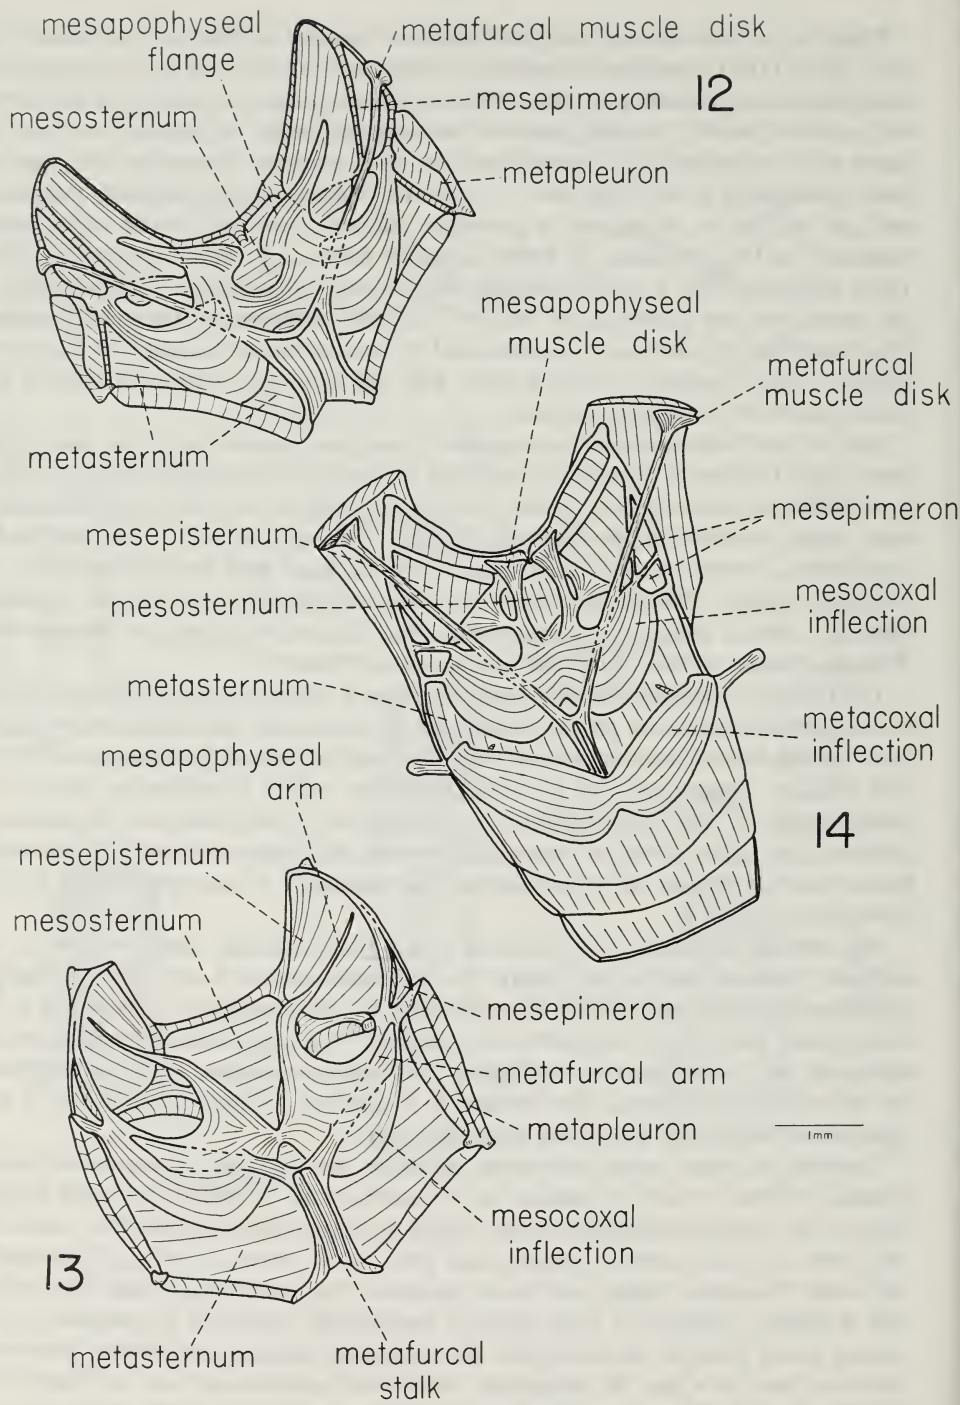 mesapophyseal
flange
metafurcal muscle disk
mesepimeron
12
mesosternum
metapleuron
metasternum
mesapophyseal
muscle disk
metafurcal
muscle disk
mesepisternum
mesepimeron
mesosternum
mesocoxal
inflection
metasternum
metacoxal
inflection
14
mesapophyseal
arm
mesepisternum
mesosternum
mesepimeron
metafurcal arm
metapleuron
1mm
mesocoxal
inflection
13
metasternum
metafurcal
stalk